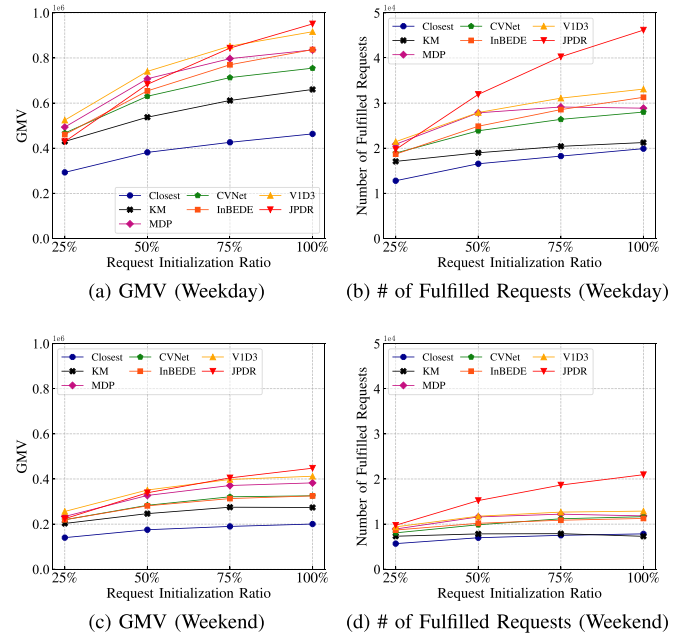 1e6
1.0
0.8
0.6
0.4
0.2
0.0
GMV
Closest
KM
MDP
CVNet
InBEDE
V1D3
JPDR
25%
50%
75%
100%
Request Initialization Ratio
(a) GMV (Weekday)
1e4
5
4
3
2
1
0
Number of Fulfilled Requests
Closest
KM
MDP
CVNet
InBEDE
V1D3
JPDR
25%
50%
75%
100%
Request Initialization Ratio
(b) # of Fulfilled Requests (Weekday)
1e6
1.0
0.8
0.6
0.4
0.2
0.0
GMV
Closest
KM
MDP
CVNet
InBEDE
V1D3
JPDR
25%
50%
75%
100%
Request Initialization Ratio
(c) GMV (Weekend)
1e4
5
4
3
2
1
0
Number of Fulfilled Requests
Closest
KM
MDP
CVNet
InBEDE
V1D3
JPDR
25%
50%
75%
100%
Request Initialization Ratio
(d) # of Fulfilled Requests (Weekend)